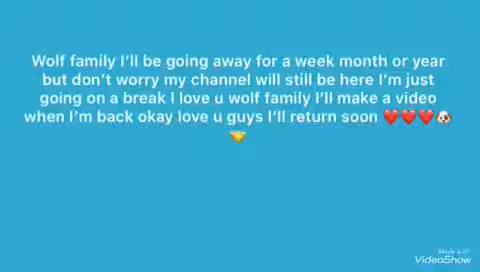 Wolf family I’ll be going away for a week month or year
but don’t worry my channel will still be here I’m just
going on a break I love u wolf family I’ll make a video
when I’m back okay love u guys I’ll return soon ❤️❤️❤️🐶
🤝
VideoShow